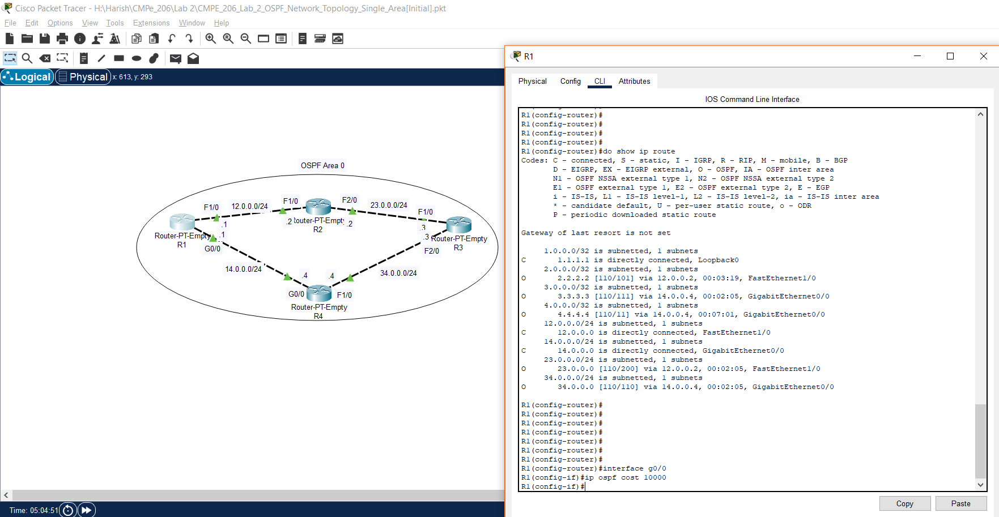 Cisco Packet Tracer - H:\Harish\CMPe_206\Lab 2\CMPE_206_Lab_2_OSPF_Network_Topology_Single_Area[Initial].pkt
File Edit Options View Tools Extensions Window Help
Logical Physical x: 613, y: 293
OSPF Area 0
F1/0 12.0.0.0/24 F1/0 F2/0 23.0.0.0/24 F1/0
.1 .2 Router-PT-Empty .2 .3
R2
Router-PT-Empty .1 .3 Router-PT-Empty
R1 R3
G0/0 F2/0
14.0.0.0/24 34.0.0.0/24
.4 .4
G0/0 F1/0
Router-PT-Empty
R4
Time: 05:04:51
R1
Physical Config CLI Attributes
IOS Command Line Interface
R1(config-router)#
R1(config-router)#
R1(config-router)#
R1(config-router)#
R1(config-router)#do show ip route
Codes: C - connected, S - static, I - IGRP, R - RIP, M - mobile, B - BGP
D - EIGRP, EX - EIGRP external, O - OSPF, IA - OSPF inter area
N1 - OSPF NSSA external type 1, N2 - OSPF NSSA external type 2
E1 - OSPF external type 1, E2 - OSPF external type 2, E - EGP
i - IS-IS, L1 - IS-IS level-1, L2 - IS-IS level-2, ia - IS-IS inter area
* - candidate default, U - per-user static route, o - ODR
P - periodic downloaded static route
Gateway of last resort is not set
1.0.0.0/32 is subnetted, 1 subnets
C 1.1.1.1 is directly connected, Loopback0
2.0.0.0/32 is subnetted, 1 subnets
O 2.2.2.2 [110/101] via 12.0.0.2, 00:03:19, FastEthernet1/0
3.0.0.0/32 is subnetted, 1 subnets
O 3.3.3.3 [110/111] via 14.0.0.4, 00:02:05, GigabitEthernet0/0
4.0.0.0/32 is subnetted, 1 subnets
O 4.4.4.4 [110/11] via 14.0.0.4, 00:07:01, GigabitEthernet0/0
12.0.0.0/24 is subnetted, 1 subnets
C 12.0.0.0 is directly connected, FastEthernet1/0
14.0.0.0/24 is subnetted, 1 subnets
C 14.0.0.0 is directly connected, GigabitEthernet0/0
23.0.0.0/24 is subnetted, 1 subnets
O 23.0.0.0 [110/200] via 12.0.0.2, 00:02:05, FastEthernet1/0
34.0.0.0/24 is subnetted, 1 subnets
O 34.0.0.0 [110/110] via 14.0.0.4, 00:02:05, GigabitEthernet0/0
R1(config-router)#
R1(config-router)#
R1(config-router)#
R1(config-router)#
R1(config-router)#
R1(config-router)#
R1(config-router)#
R1(config-router)#interface g0/0
R1(config-if)#ip ospf cost 10000
R1(config-if)#
Copy Paste